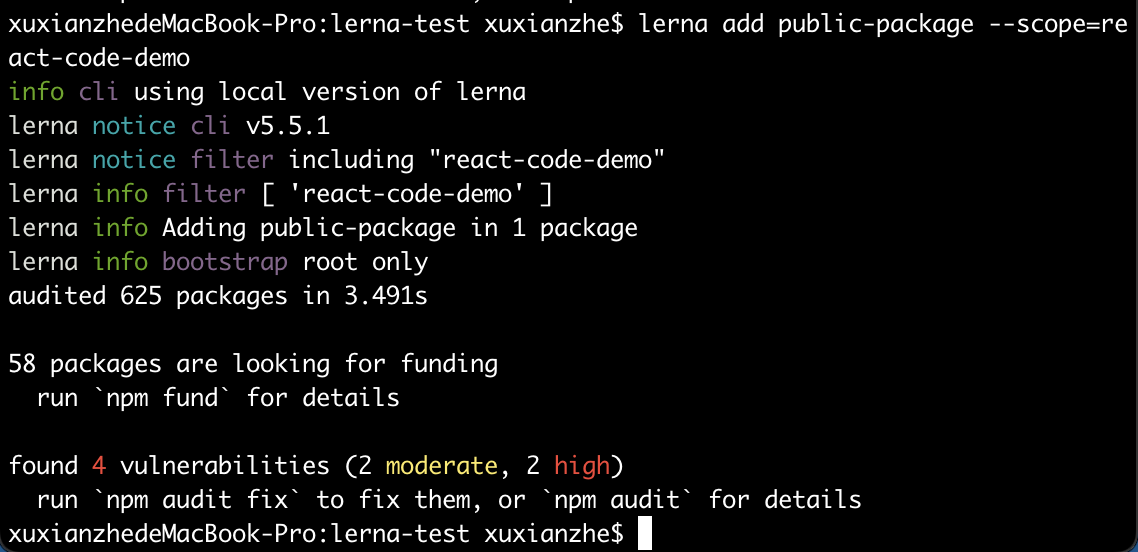 xuxianzhedeMacBook-Pro:lerna-test xuxianzhe$ lerna add public-package --scope=re
act-code-demo
info cli using local version of lerna
lerna notice cli v5.5.1
lerna notice filter including "react-code-demo"
lerna info filter [ 'react-code-demo' ]
lerna info Adding public-package in 1 package
lerna info bootstrap root only
audited 625 packages in 3.491s

58 packages are looking for funding
  run `npm fund` for details

found 4 vulnerabilities (2 moderate, 2 high)
  run `npm audit fix` to fix them, or `npm audit` for details
xuxianzhedeMacBook-Pro:lerna-test xuxianzhe$